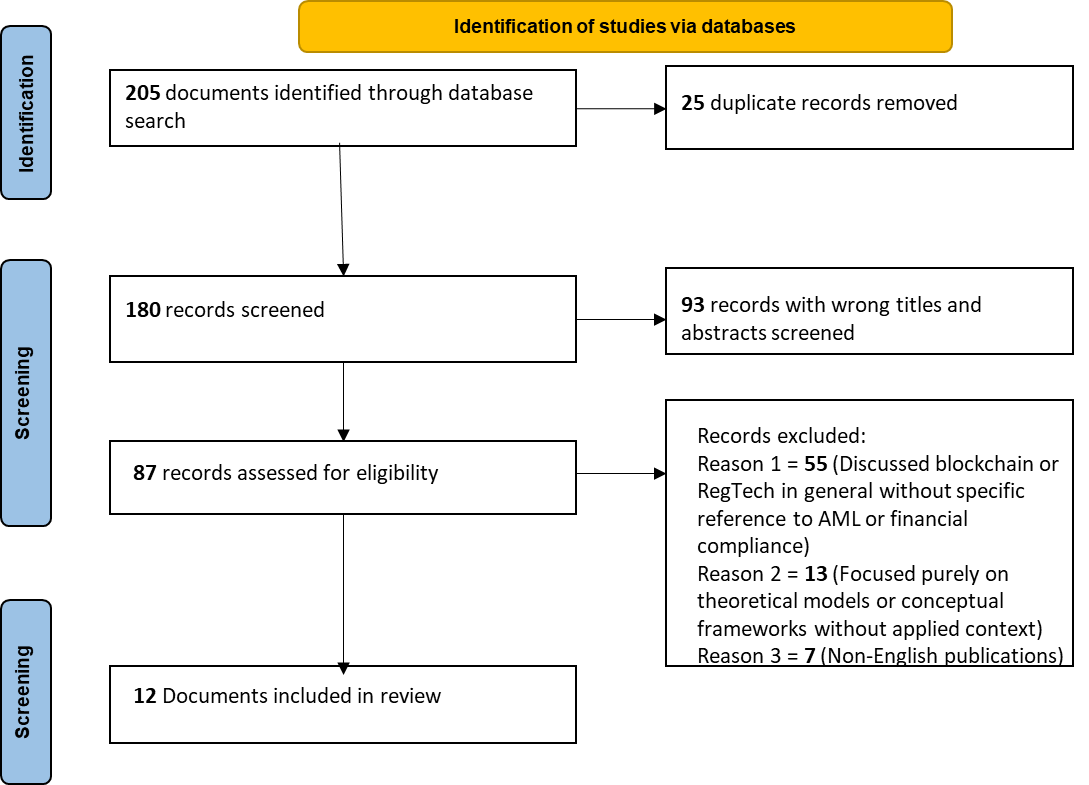 Identification of studies via databases
Identification
205 documents identified through database
search
25 duplicate records removed
Screening
180 records screened
93 records with wrong titles and
abstracts screened
87 records assessed for eligibility
Records excluded:
Reason 1 = 55 (Discussed blockchain or
RegTech in general without specific
reference to AML or financial
compliance)
Reason 2 = 13 (Focused purely on
theoretical models or conceptual
frameworks without applied context)
Reason 3 = 7 (Non-English publications)
Screening
12 Documents included in review